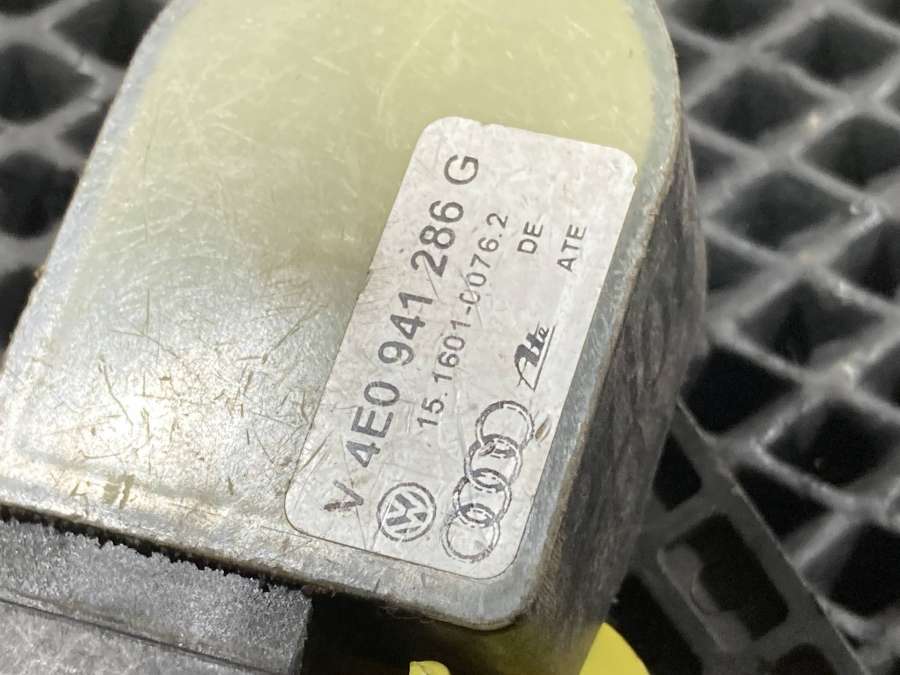 V 4E0 941 286 G
15.1601-0076.2
DE
Ate ATE